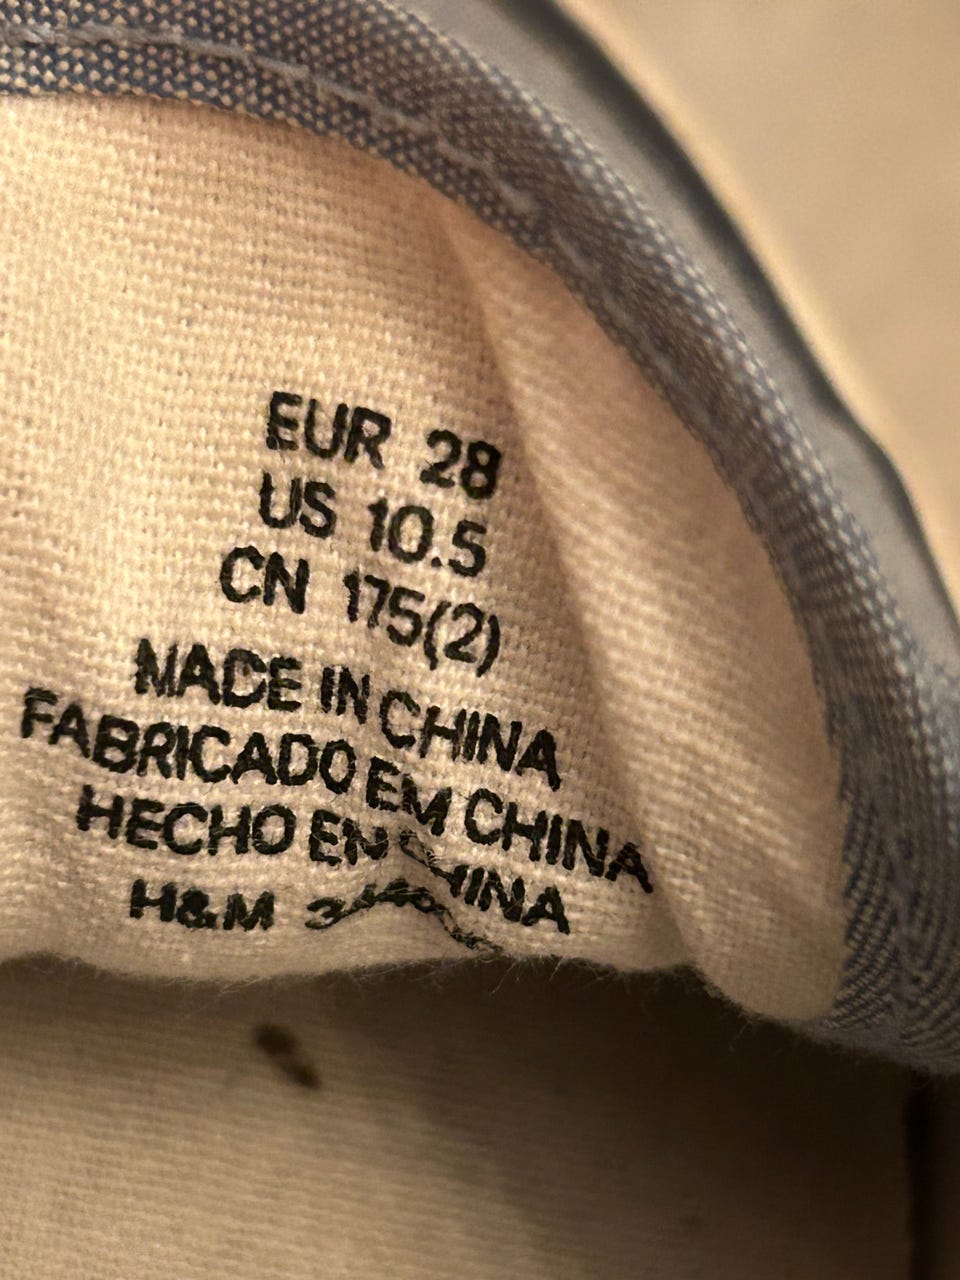 EUR 28
US 10.5
CN 175(2)
MADE IN CHINA
FABRICADO EM CHINA
HECHO EN CHINA
H&M